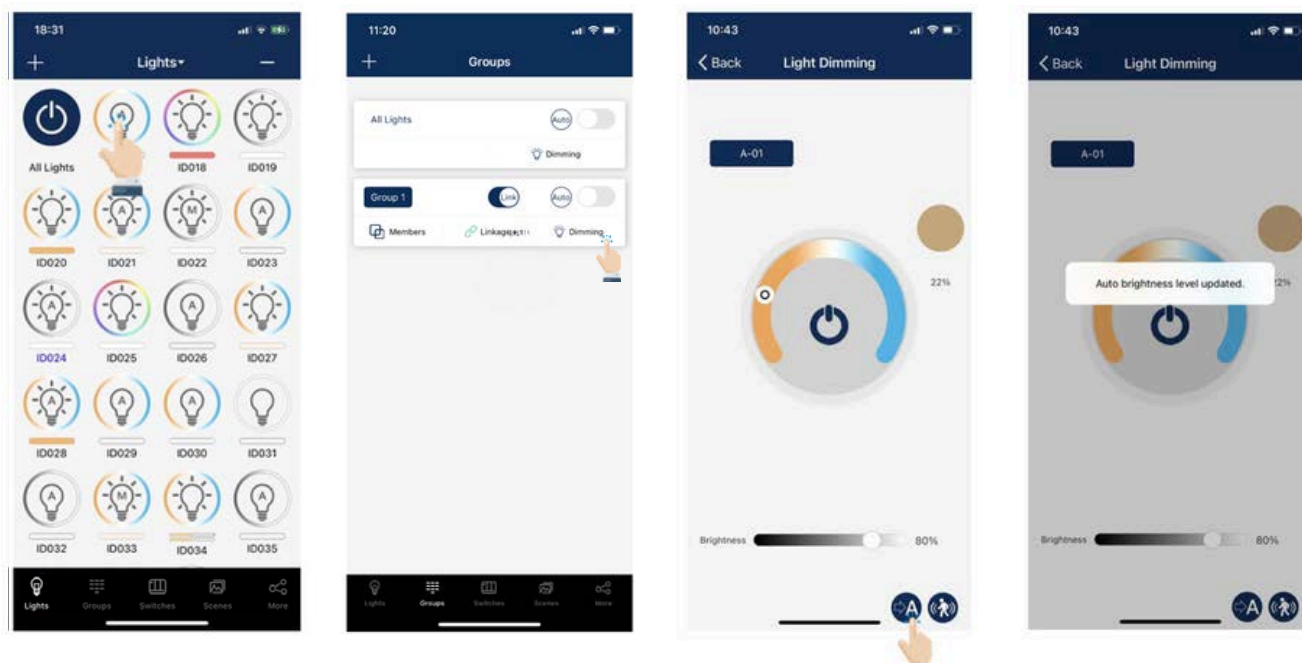 18:31
Lights
All Lights
ID018
ID019
ID020
A
ID021
M
ID022
A
ID023
A
ID024
ID025
A
ID026
ID027
A
ID028
A
ID029
A
ID030
ID031
A
ID032
M
ID033
ID034
A
ID035
Lights
Groups
Switches
Scenes
More
11:20
Groups
All Lights
Auto
Dimming
Group 1
Link
Auto
Members
Dimming
Lights
Groups
Switches
Scenes
More
10:43
Back
Light Dimming
A-01
22%
Brightness
80%
A
10:43
Back
Light Dimming
A-01
Auto brightness level updated.
Brightness
80%
A